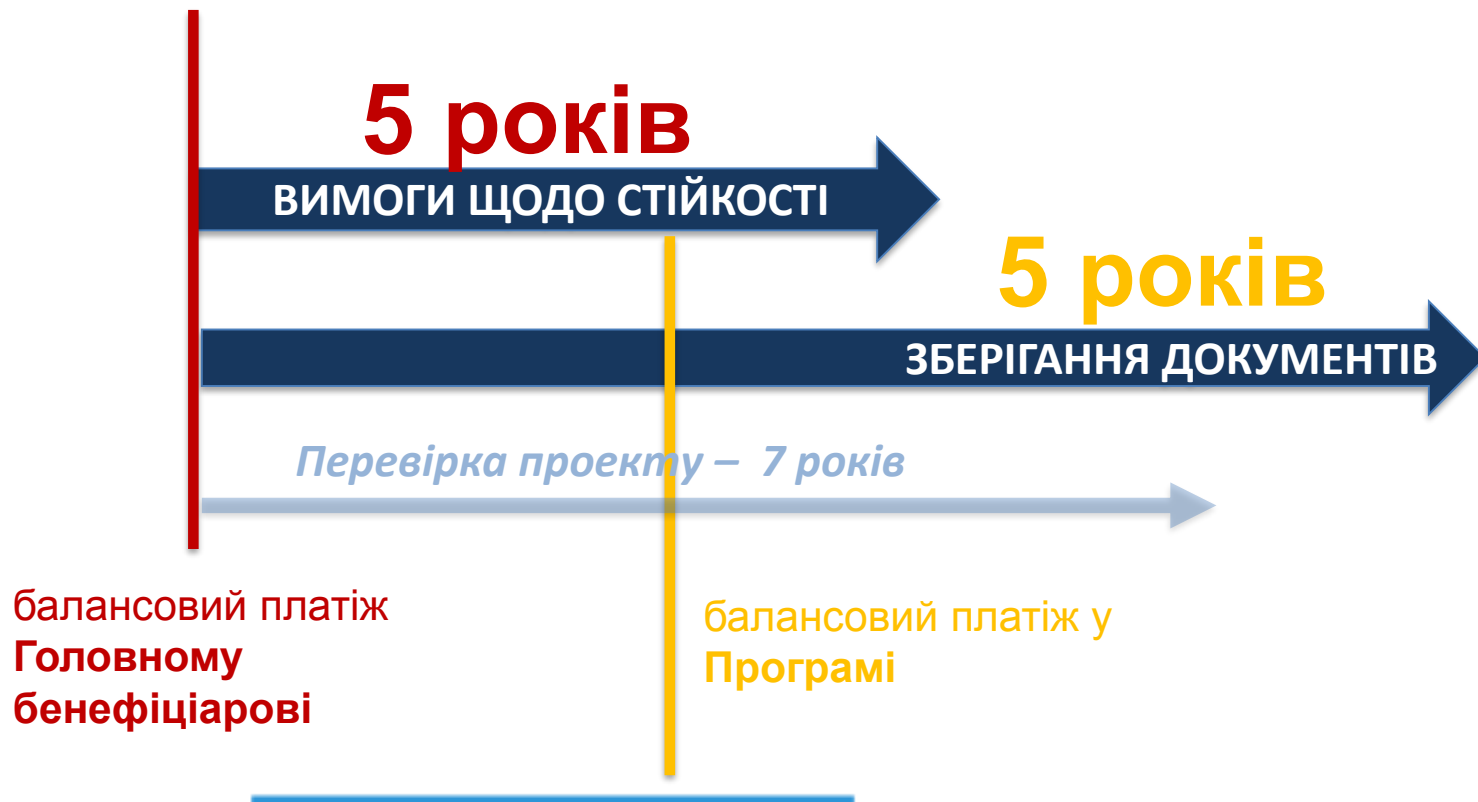 5 років
ВИМОГИ ЩОДО СТІЙКОСТІ
5 років
ЗБЕРІГАННЯ ДОКУМЕНТІВ
Перевірка проекту – 7 років
балансовий платіж
Головному
бенефіціарові
балансовий платіж у
Програмі